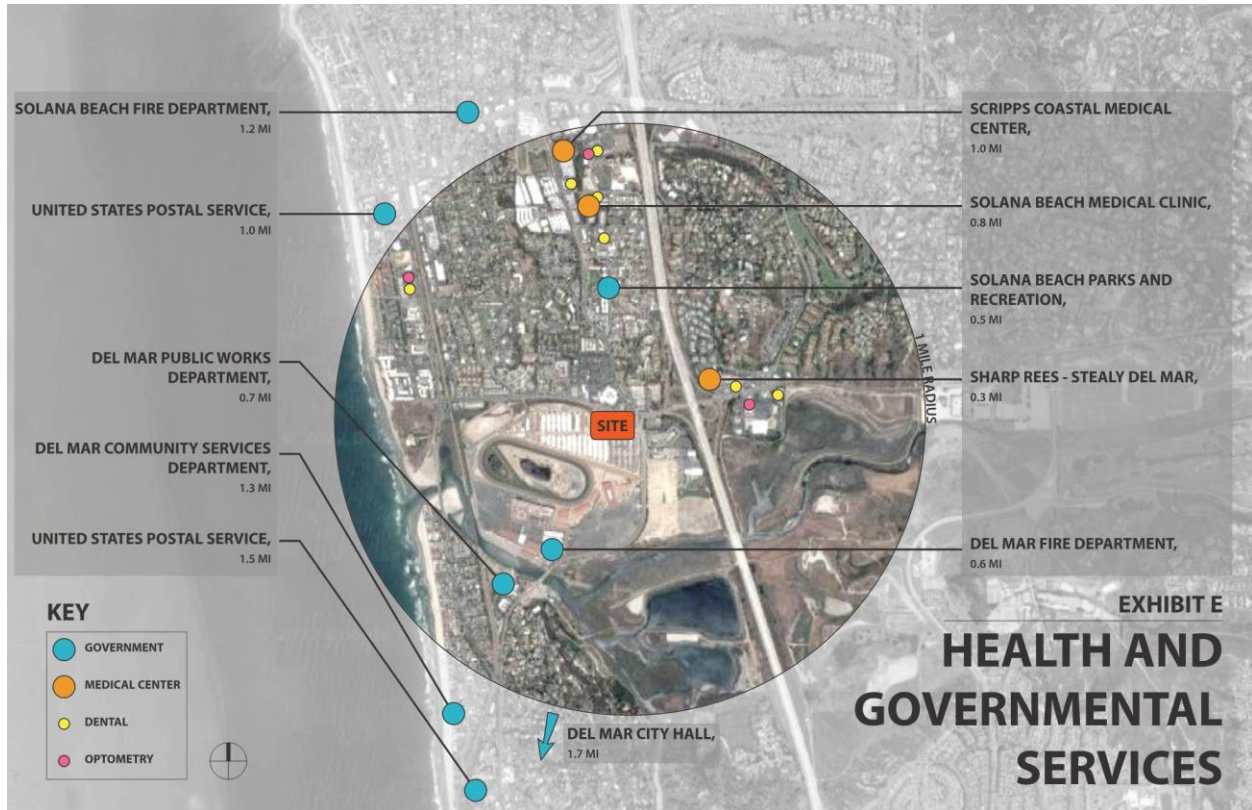 SOLANA BEACH FIRE DEPARTMENT,
1.2 MI
UNITED STATES POSTAL SERVICE,
1.0 MI
DEL MAR PUBLIC WORKS
DEPARTMENT,
0.7 MI
DEL MAR COMMUNITY SERVICES
DEPARTMENT,
1.3 MI
UNITED STATES POSTAL SERVICE,
1.5 MI
SCRIPPS COASTAL MEDICAL
CENTER,
1.0 MI
SOLANA BEACH MEDICAL CLINIC,
0.8 MI
SOLANA BEACH PARKS AND
RECREATION,
0.5 MI
SHARP REES - STEALY DEL MAR,
0.3 MI
DEL MAR FIRE DEPARTMENT,
0.6 MI
1 MILE RADIUS
SITE
KEY
GOVERNMENT
MEDICAL CENTER
DENTAL
OPTOMETRY
DEL MAR CITY HALL,
1.7 MI
EXHIBIT E
HEALTH AND
GOVERNMENTAL
SERVICES